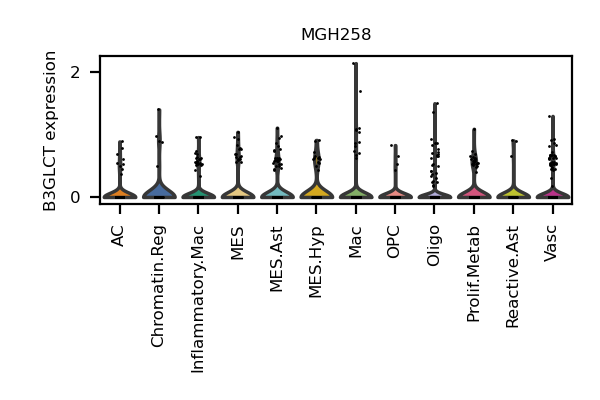 MGH258
B3GLCT expression
2
0
AC
Chromatin.Reg
Inflammatory.Mac
MES
MES.Ast
MES.Hyp
Mac
OPC
Oligo
Prolif.Metab
Reactive.Ast
Vasc